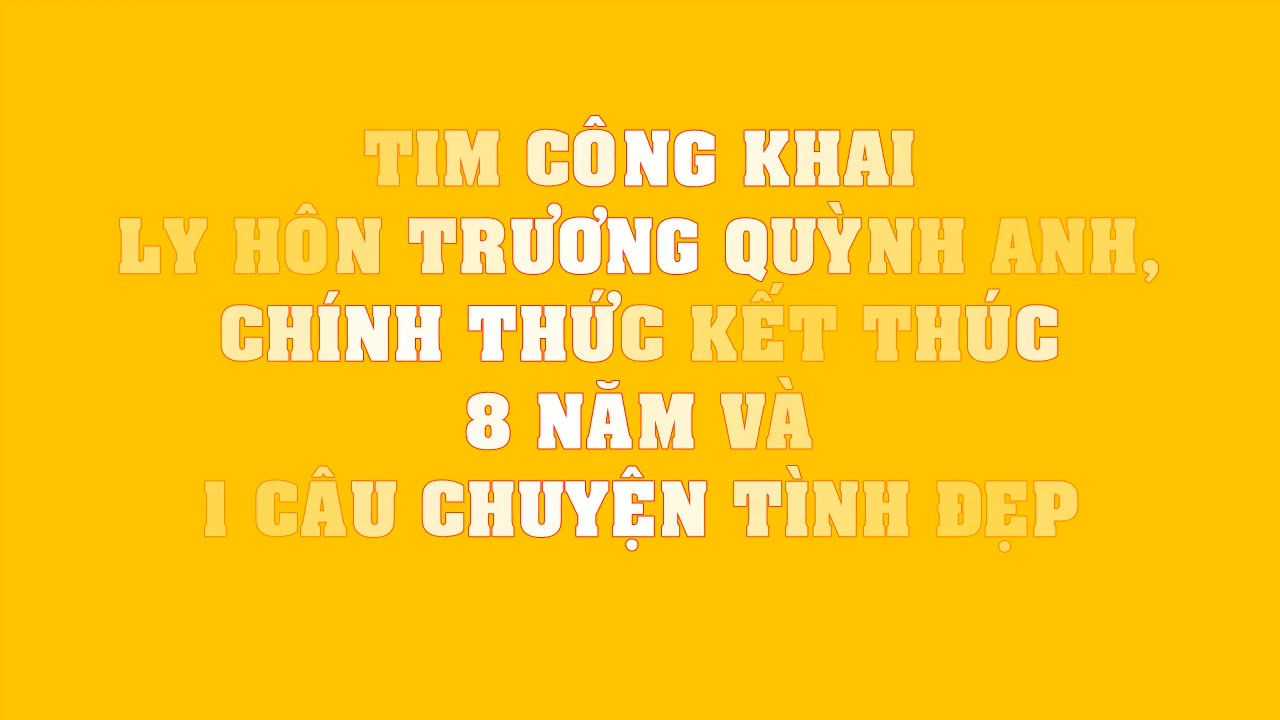 TIM CÔNG KHAI
LY HÔN TRƯƠNG QUỲNH ANH,
CHÍNH THỨC KẾT THÚC
8 NĂM VÀ
1 CÂU CHUYỆN TÌNH ĐẸP